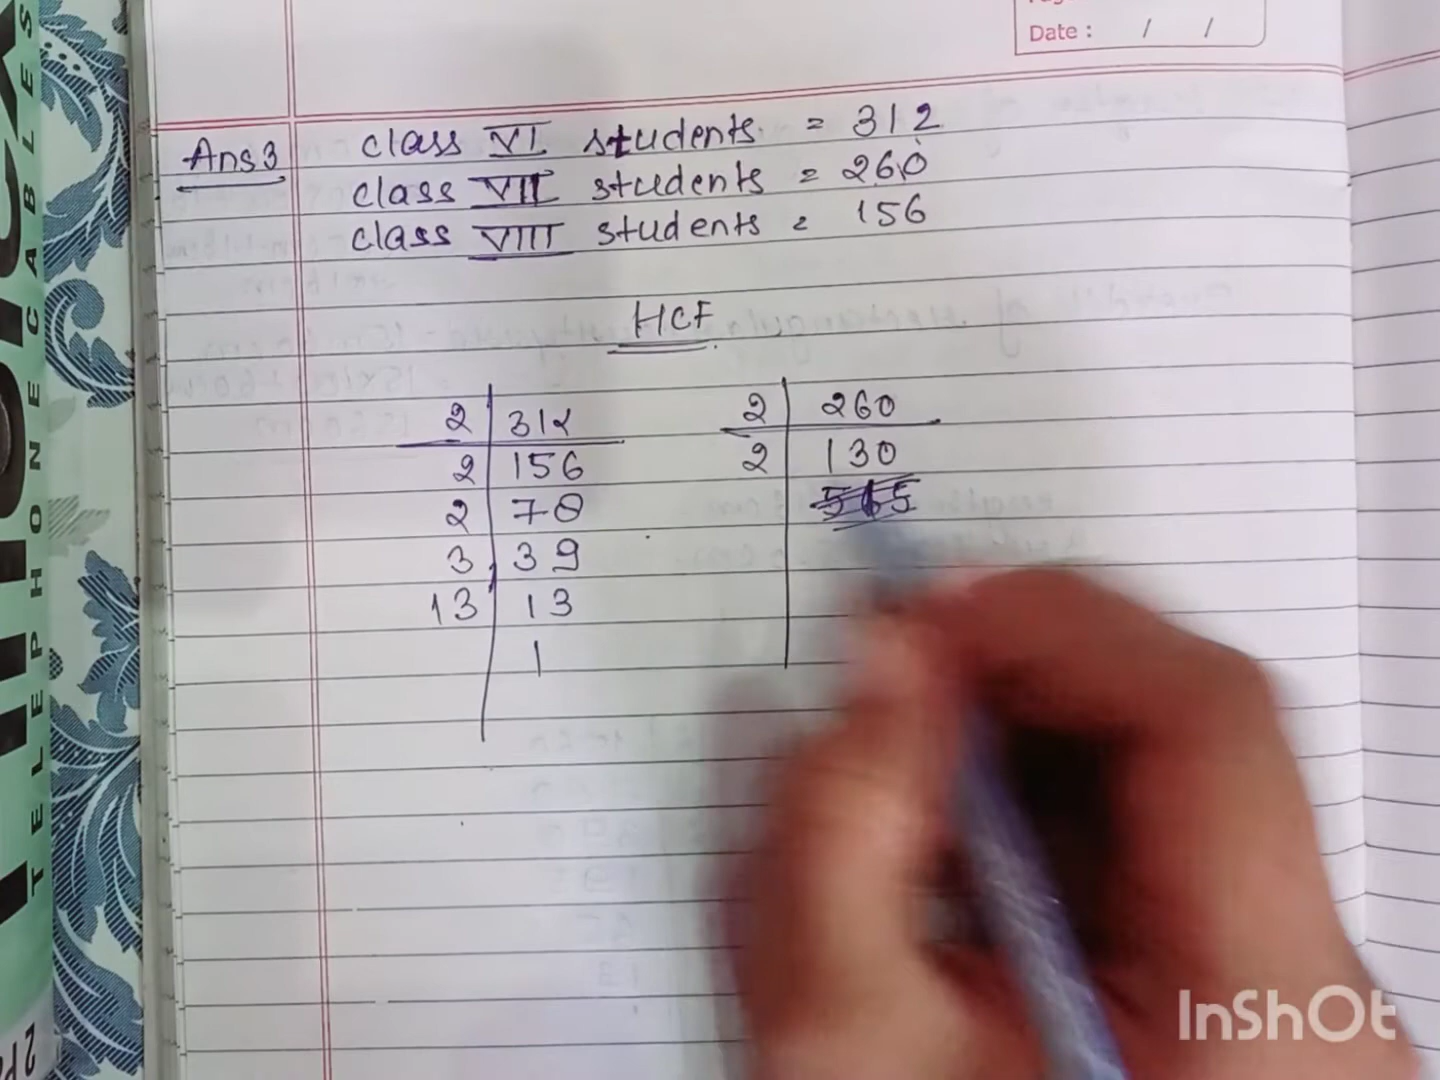 Date : / /
Ans 3 class VI students = 312
class VII students = 260
class VIII students = 156
HCF
2 312
2 156
2 78
3 39
13 13
1
2 260
2 130
TELEPHONE CABLES
InShOt